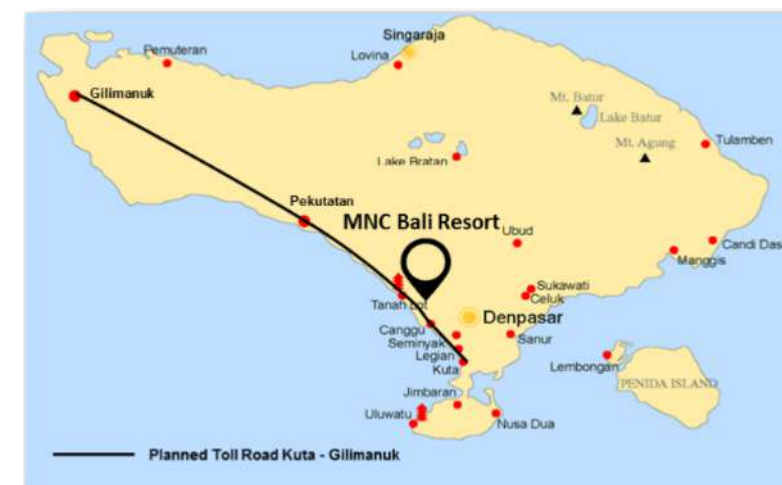 Singaraja
Pemuteran
Lovina
Gilimanuk
Mt. Batur
Lake Batur
Mt. Agung
Tulamben
Lake Bratan
Pekutatan
MNC Bali Resort
Ubud
Candi Das
Manggis
Sukawati
Celuk
Tanah Lot
Denpasar
Canggu
Seminyak
Sanur
Legian
Kuta
Lembongan
PENIDA ISLAND
Jimbaran
Uluwatu
Nusa Dua
Planned Toll Road Kuta - Gilimanuk